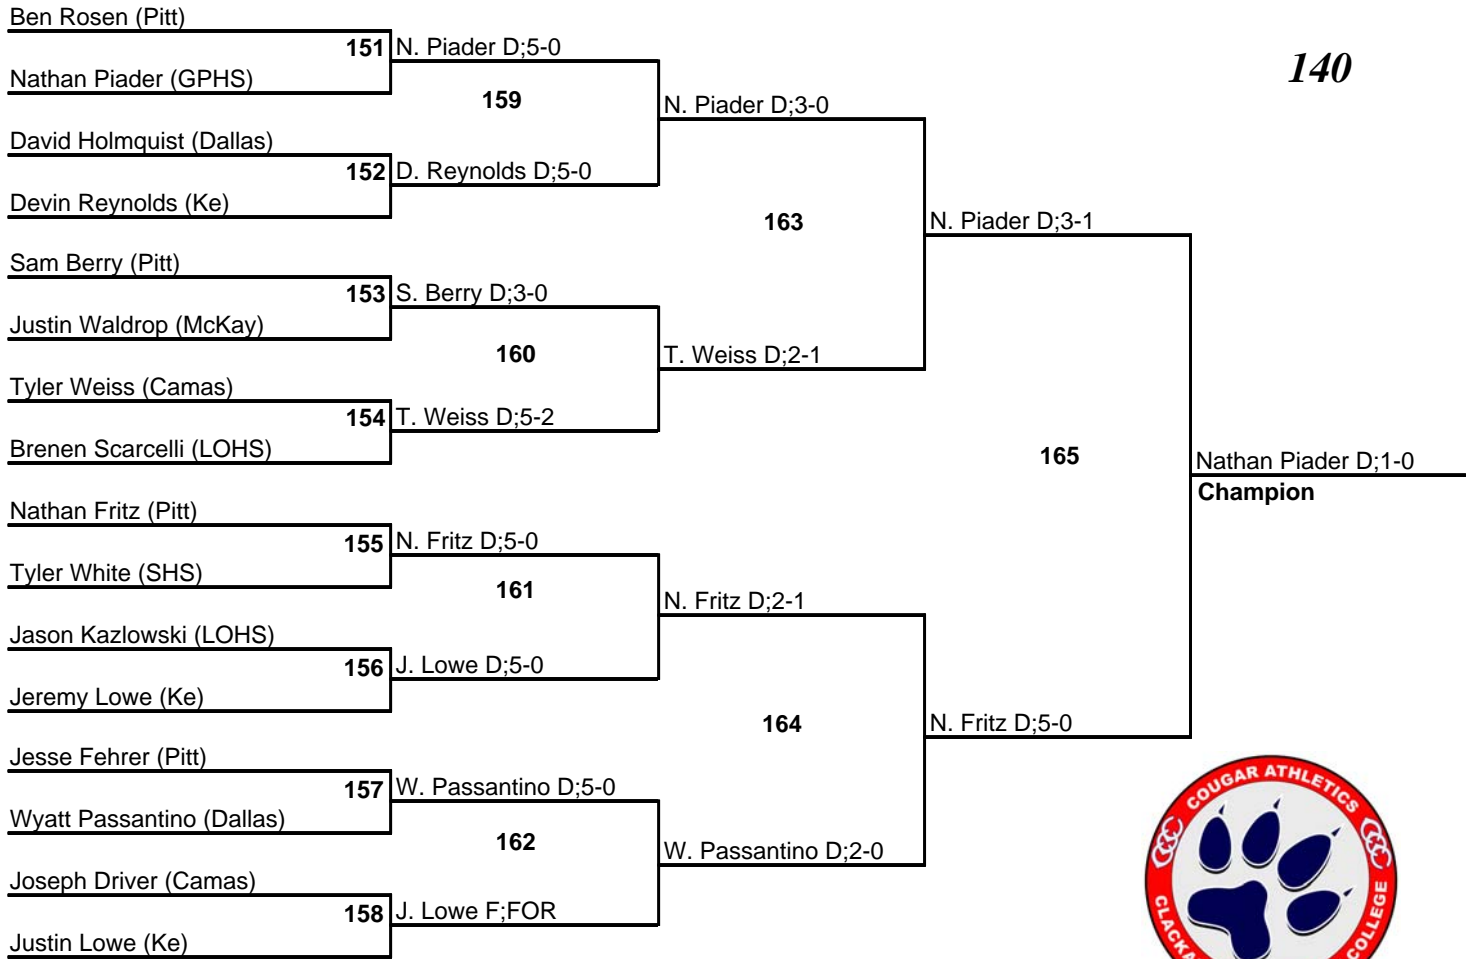 Ben Rosen (Pitt)
151 N. Piader D;5-0
140
Nathan Piader (GPHS)
159
N. Piader D;3-0
David Holmquist (Dallas)
152 D. Reynolds D;5-0
Devin Reynolds (Ke)
163
N. Piader D;3-1
Sam Berry (Pitt)
153 S. Berry D;3-0
Justin Waldrop (McKay)
160
T. Weiss D;2-1
Tyler Weiss (Camas)
154 T. Weiss D;5-2
Brenen Scarcelli (LOHS)
165
Nathan Piader D;1-0
Champion
Nathan Fritz (Pitt)
155 N. Fritz D;5-0
Tyler White (SHS)
161
N. Fritz D;2-1
Jason Kazlowski (LOHS)
156 J. Lowe D;5-0
Jeremy Lowe (Ke)
164
N. Fritz D;5-0
Jesse Fehrer (Pitt)
157 W. Passantino D;5-0
Wyatt Passantino (Dallas)
162
W. Passantino D;2-0
Joseph Driver (Camas)
158 J. Lowe F;FOR
Justin Lowe (Ke)
COUGAR ATHLETICS
CCC
CCC
CLACKA
COLLEGE